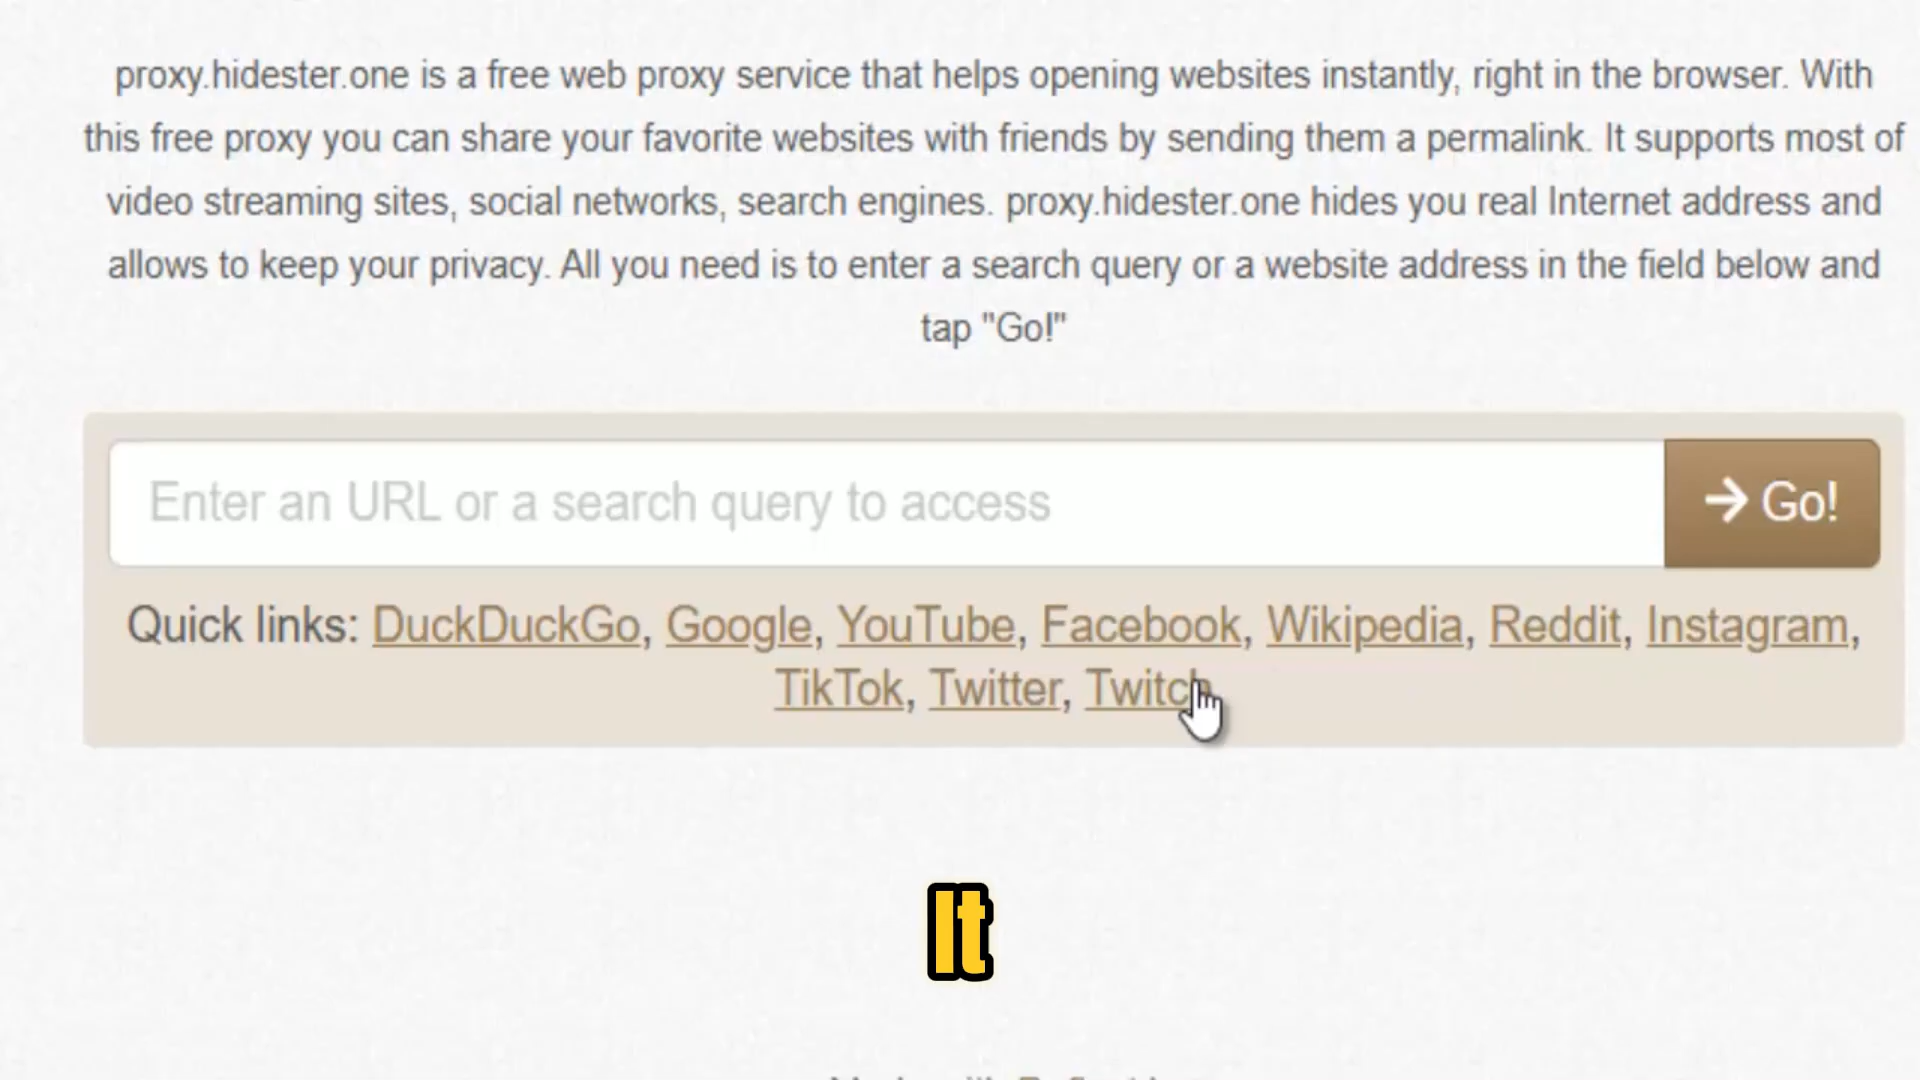 proxy.hidester.one is a free web proxy service that helps opening websites instantly, right in the browser. With
this free proxy you can share your favorite websites with friends by sending them a permalink. It supports most of
video streaming sites, social networks, search engines. proxy.hidester.one hides you real Internet address and
allows to keep your privacy. All you need is to enter a search query or a website address in the field below and
tap "Go!"
Enter an URL or a search query to access
→ Go!
Quick links: DuckDuckGo, Google, YouTube, Facebook, Wikipedia, Reddit, Instagram,
TikTok, Twitter, Twitch
It